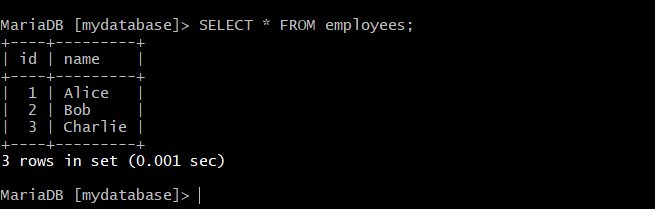 MariaDB [mydatabase]> SELECT * FROM employees;
+----+---------+
| id | name    |
+----+---------+
|  1 | Alice   |
|  2 | Bob     |
|  3 | Charlie |
+----+---------+
3 rows in set (0.001 sec)
MariaDB [mydatabase]>